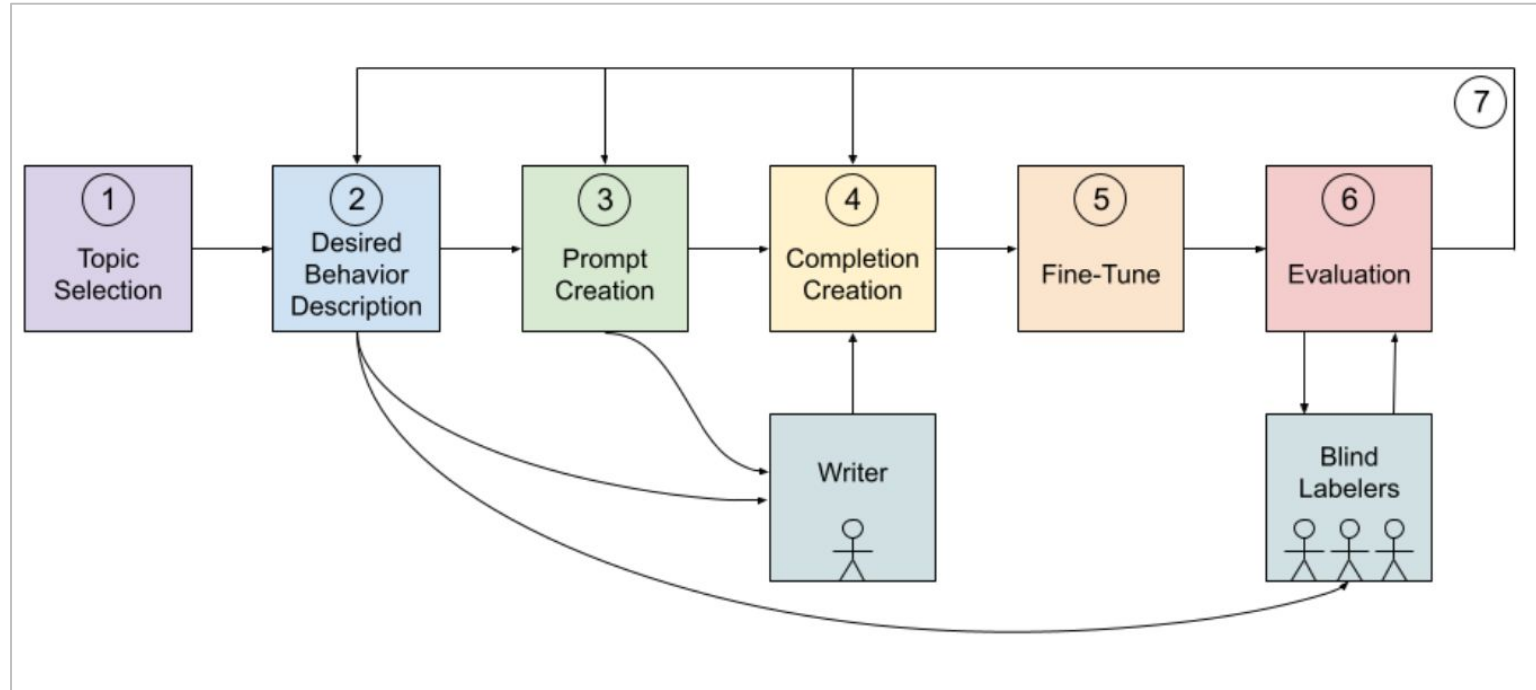 7
1
Topic
Selection
2
Desired
Behavior
Description
3
Prompt
Creation
4
Completion
Creation
5
Fine-Tune
6
Evaluation
Writer
Blind
Labelers